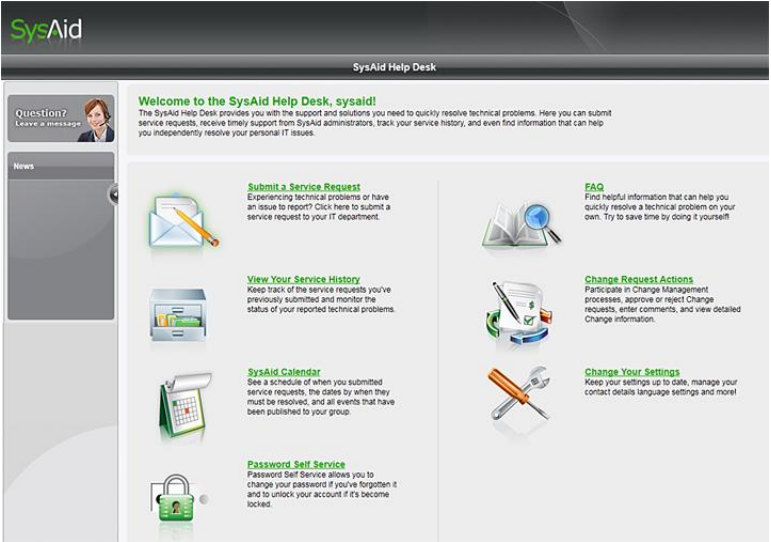 SysAid
SysAid Help Desk
Question?
Leave a message
News
Welcome to the SysAid Help Desk, sysaid!
The SysAid Help Desk provides you with the support and solutions you need to quickly resolve technical problems. Here you can submit
service requests, receive timely support from SysAid administrators, track your service history, and even find information that can help
you independently resolve your personal IT issues.
Submit a Service Request
Experiencing technical problems or have
an issue to report? Click here to submit a
service request to your IT department.
View Your Service History
Keep track of the service requests you've
previously submitted and monitor the
status of your reported technical problems.
SysAid Calendar
See a schedule of when you submitted
service requests, the dates by when they
must be resolved, and all events that have
been published to your group.
Password Self Service
Password Self Service allows you to
change your password if you've forgotten it
and to unlock your account if it's become
locked.
FAQ
Find helpful information that can help you
quickly resolve a technical problem on your
own. Try to save time by doing it yourself!
Change Request Actions
Participate in Change Management
processes, approve or reject Change
requests, enter comments, and view detailed
Change information.
Change Your Settings
Keep your settings up to date, manage your
contact details language settings and more!